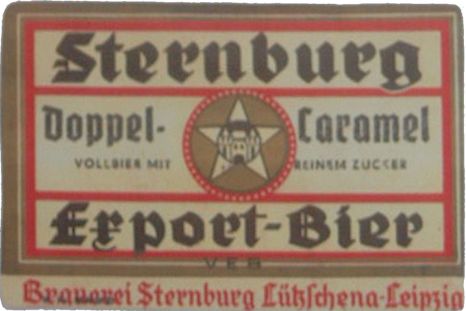 Sternburg
Doppel- Caramel
VOLLBIER MIT REINEM ZUCKER
Export-Bier
VEB
Brauerei Sternburg Lützschena-Leipzig